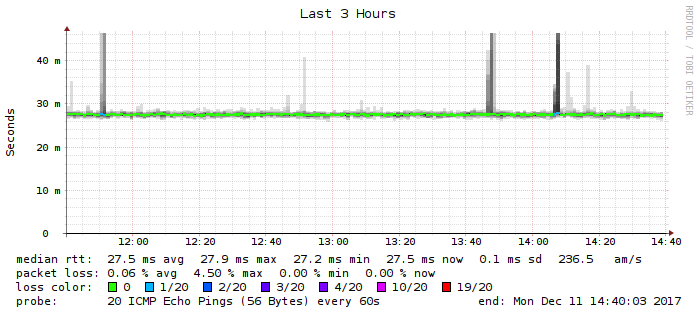 Last 3 Hours
RRDTOOL / TOBI OETIKER
Seconds
40 m
30 m
20 m
10 m
0
12:00 12:20 12:40 13:00 13:20 13:40 14:00 14:20 14:40
median rtt: 27.5 ms avg 27.9 ms max 27.2 ms min 27.5 ms now 0.1 ms sd 236.5 am/s
packet loss: 0.06 % avg 4.50 % max 0.00 % min 0.00 % now
loss color: 0 1/20 2/20 3/20 4/20 10/20 19/20
probe: 20 ICMP Echo Pings (56 Bytes) every 60s end: Mon Dec 11 14:40:03 2017